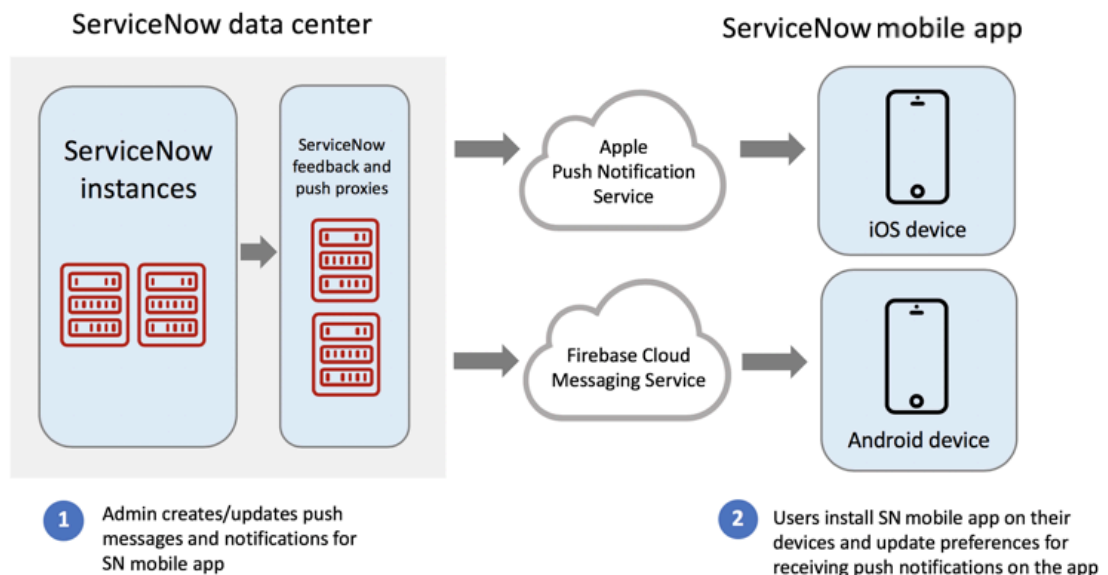 ServiceNow data center
ServiceNow mobile app
ServiceNow
instances
ServiceNow
feedback and
push proxies
Apple
Push Notification
Service
iOS device
Firebase Cloud
Messaging Service
Android device
1
Admin creates/updates push
messages and notifications for
SN mobile app
2
Users install SN mobile app on their
devices and update preferences for
receiving push notifications on the app